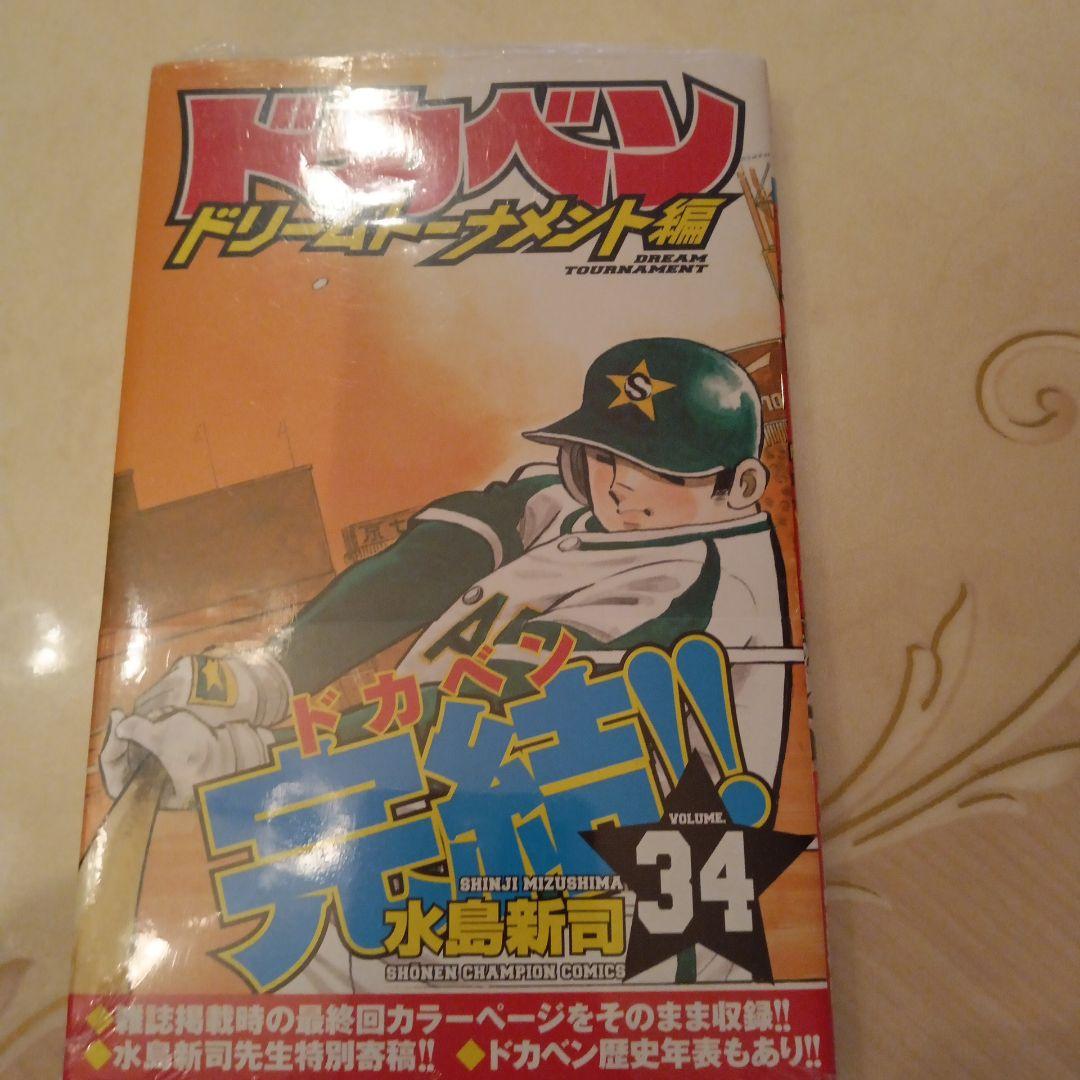 ドカベン
ドリームトーナメント編
DREAM
TOURNAMENT
S
ドカベン
完結!!
VOLUME.
34
SHINJI MIZUSHIMA
水島新司
SHŌNEN CHAMPION COMICS
◆雑誌掲載時の最終回カラーページをそのまま収録!!
◆水島新司先生特別寄稿!! ◆ドカベン歴史年表もあり!!